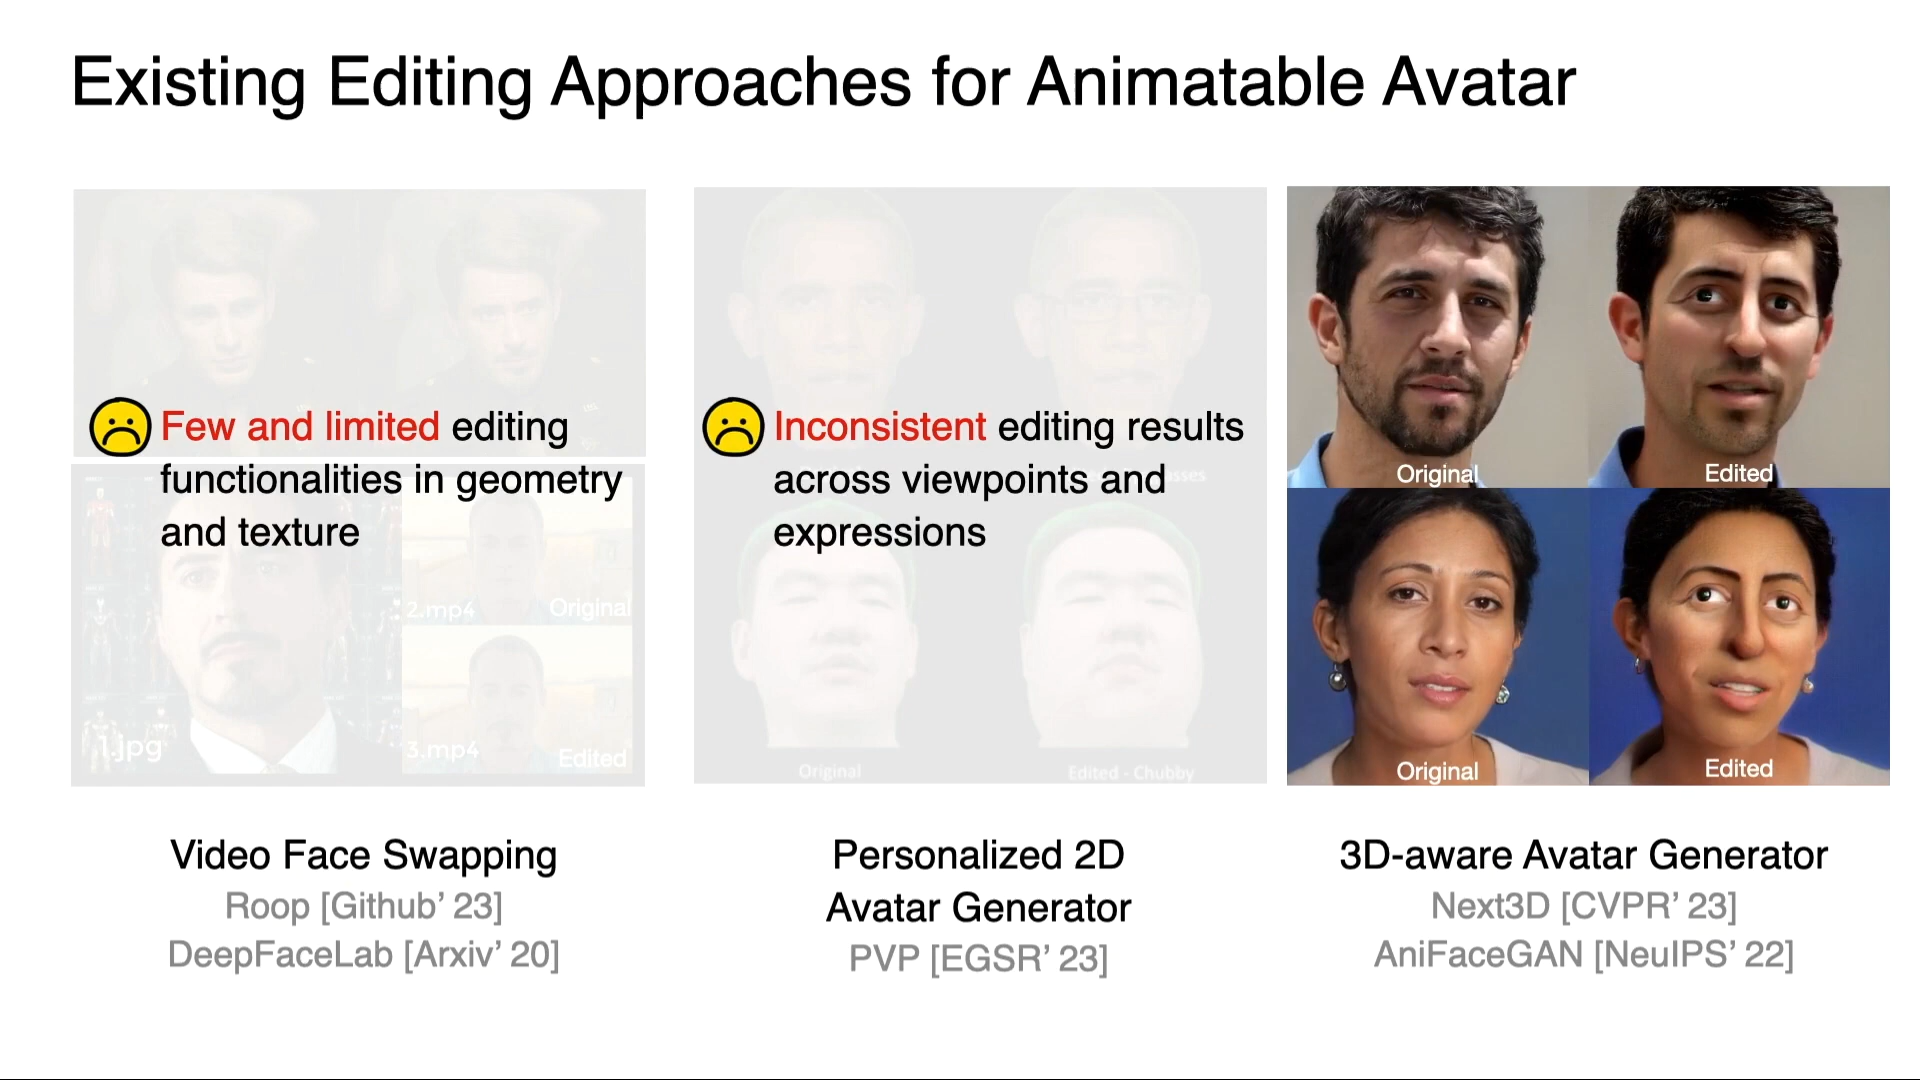 Existing Editing Approaches for Animatable Avatar
Few and limited editing
functionalities in geometry
and texture
2.mp4
Original
1.jpg
3.mp4
Edited
Inconsistent editing results
across viewpoints and
expressions
Original
Edited - Chubby
Original
Edited
Original
Edited
Video Face Swapping
Roop [Github’ 23]
DeepFaceLab [Arxiv’ 20]
Personalized 2D
Avatar Generator
PVP [EGSR’ 23]
3D-aware Avatar Generator
Next3D [CVPR’ 23]
AniFaceGAN [NeuIPS’ 22]